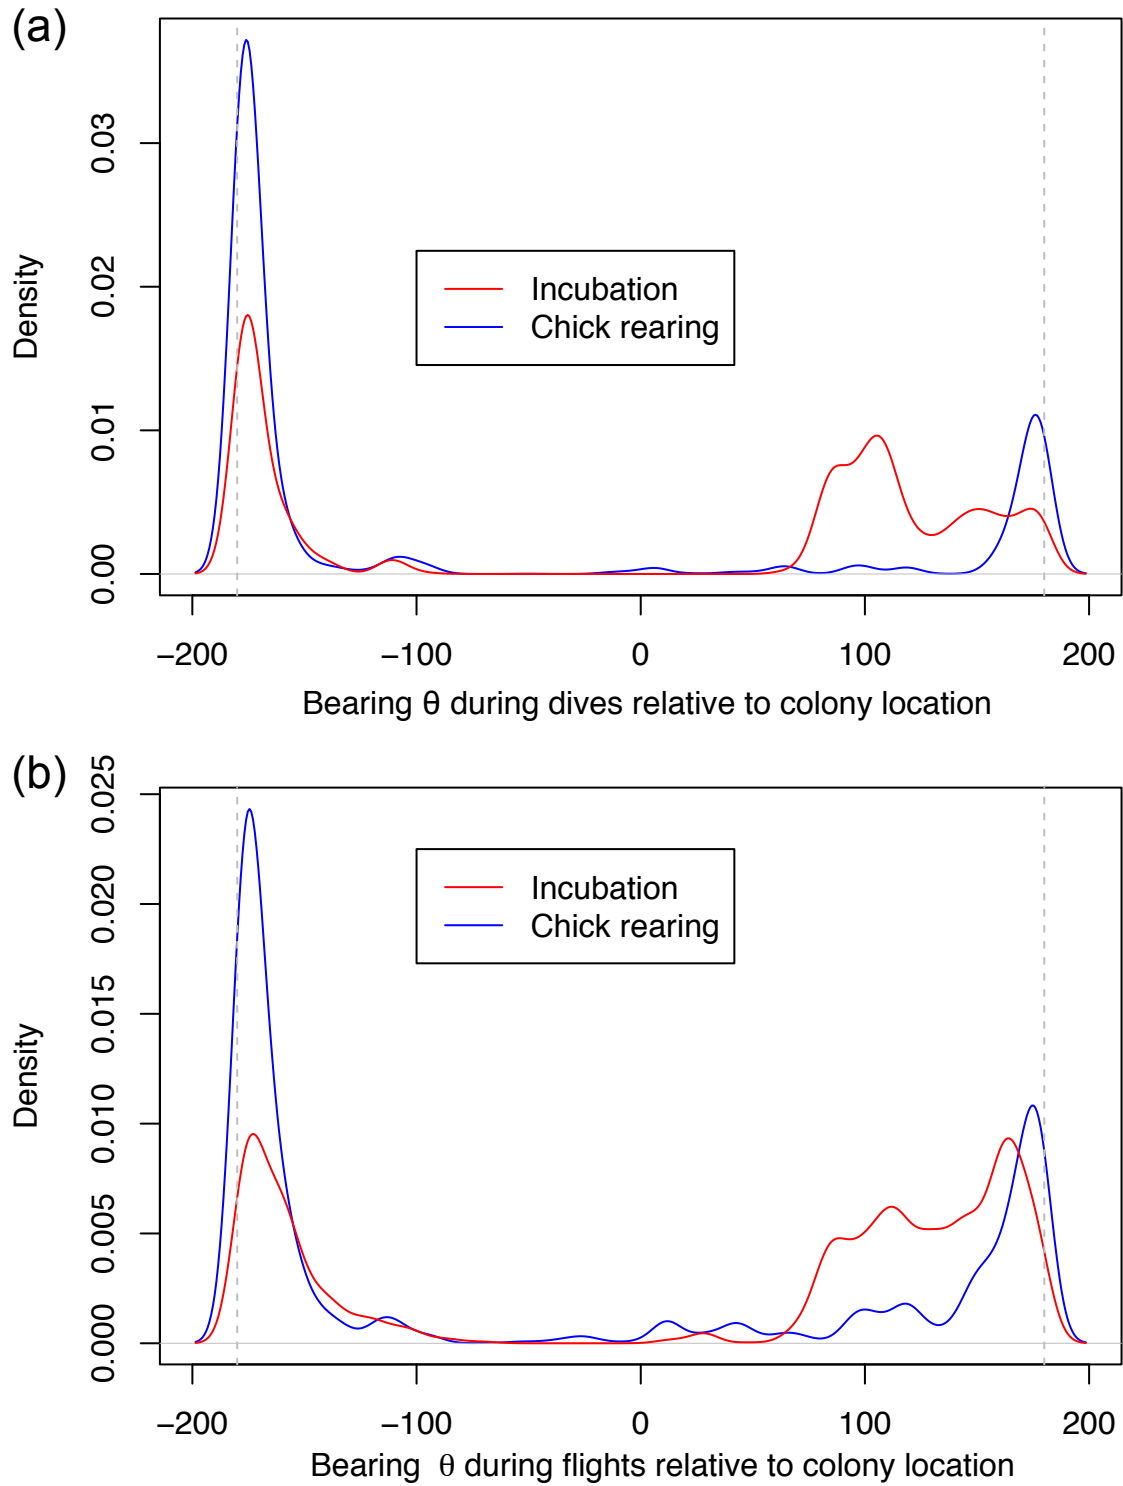 (a)
0.03
0.02
0.01
0.00
Density
Incubation
Chick rearing
−200 −100 0 100 200
Bearing θ during dives relative to colony location
(b)
0.025
0.020
0.015
0.010
0.005
0.000
Density
Incubation
Chick rearing
−200 −100 0 100 200
Bearing θ during flights relative to colony location